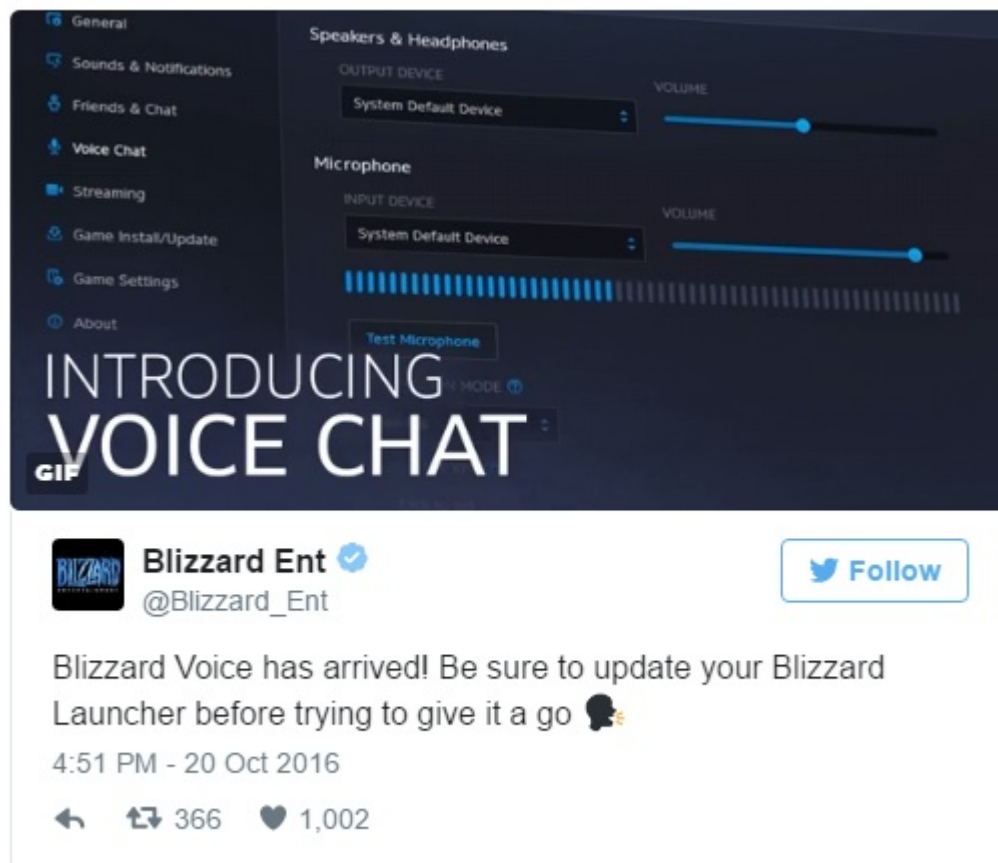 General
Sounds & Notifications
Friends & Chat
Voice Chat
Streaming
Game Install/Update
Game Settings
About
Speakers & Headphones
OUTPUT DEVICE
VOLUME
System Default Device
Microphone
INPUT DEVICE
VOLUME
System Default Device
Test Microphone
MODE
INTRODUCING
VOICE CHAT
GIF
BLIZZARD
Blizzard Ent
@Blizzard_Ent
Follow
Blizzard Voice has arrived! Be sure to update your Blizzard
Launcher before trying to give it a go 🗣
4:51 PM - 20 Oct 2016
366 1,002